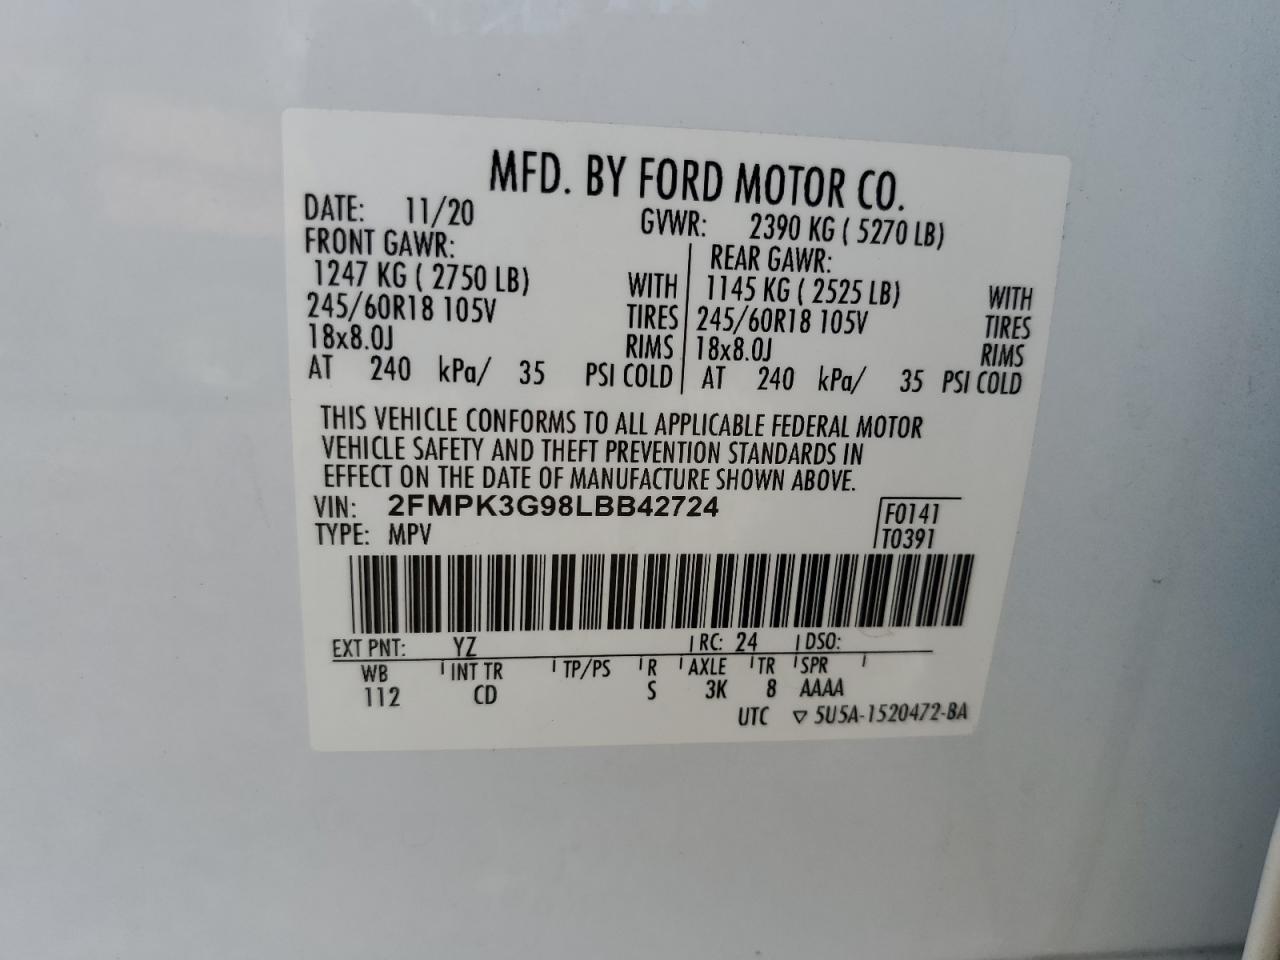 MFD. BY FORD MOTOR CO.
DATE: 11/20 GVWR: 2390 KG ( 5270 LB)
FRONT GAWR: REAR GAWR:
1247 KG ( 2750 LB) WITH 1145 KG ( 2525 LB) WITH
245/60R18 105V TIRES 245/60R18 105V TIRES
18x8.0J RIMS 18x8.0J RIMS
AT 240 kPa/ 35 PSI COLD AT 240 kPa/ 35 PSI COLD
THIS VEHICLE CONFORMS TO ALL APPLICABLE FEDERAL MOTOR
VEHICLE SAFETY AND THEFT PREVENTION STANDARDS IN
EFFECT ON THE DATE OF MANUFACTURE SHOWN ABOVE.
VIN: 2FMPK3G98LBB42724 F0141
TYPE: MPV T0391
EXT PNT: YZ RC: 24 DSO:
WB INT TR TP/PS R AXLE TR SPR
112 CD S 3K 8 AAAA
UTC ▽ 5U5A-1520472-BA